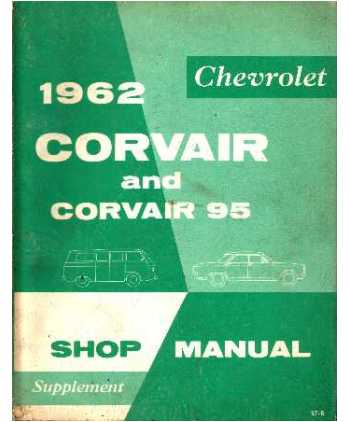 Chevrolet
1962
CORVAIR
and
CORVAIR 95
SHOP MANUAL
Supplement